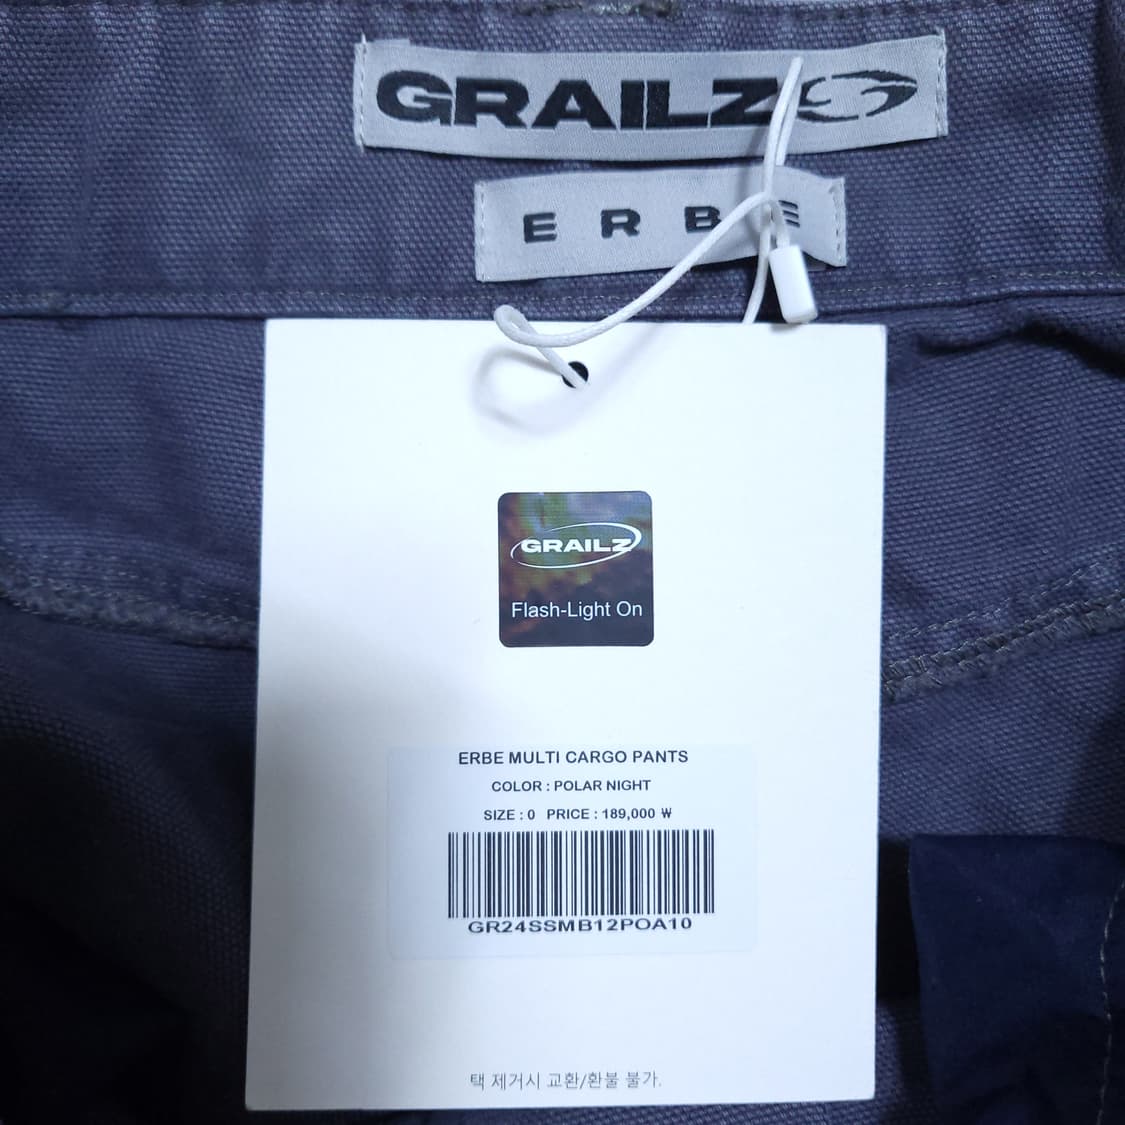 GRAILZ
ERBE
GRAILZ
Flash-Light On
ERBE MULTI CARGO PANTS
COLOR : POLAR NIGHT
SIZE : 0 PRICE : 189,000 ₩
GR24SSMB12POA10
택 제거시 교환/환불 불가.